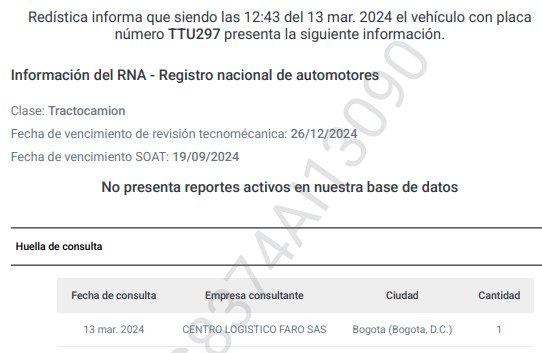 Redística informa que siendo las 12:43 del 13 mar. 2024 el vehículo con placa
número TTU297 presenta la siguiente información.
Información del RNA - Registro nacional de automotores
Clase: Tractocamion
Fecha de vencimiento de revisión tecnomécanica: 26/12/2024
Fecha de vencimiento SOAT: 19/09/2024
No presenta reportes activos en nuestra base de datos
Huella de consulta
Fecha de consulta Empresa consultante Ciudad Cantidad
13 mar. 2024 CENTRO LOGISTICO FARO SAS Bogota (Bogota, D.C.) 1